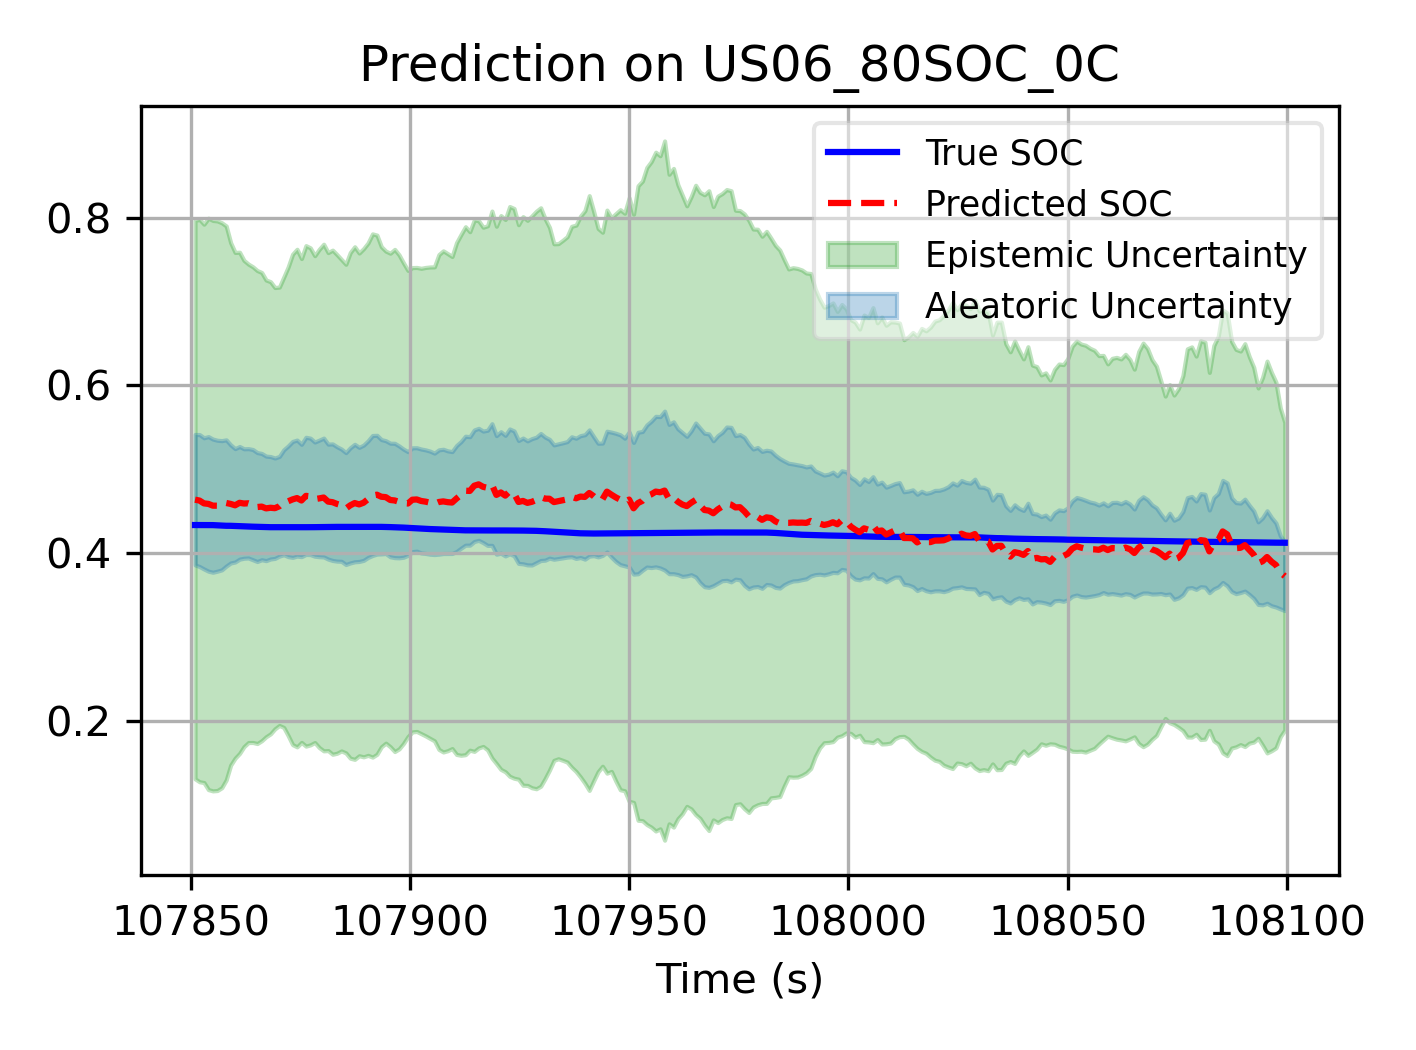 Prediction on US06_80SOC_0C
True SOC
Predicted SOC
Epistemic Uncertainty
Aleatoric Uncertainty
0.8
0.6
0.4
0.2
107850 107900 107950 108000 108050 108100
Time (s)